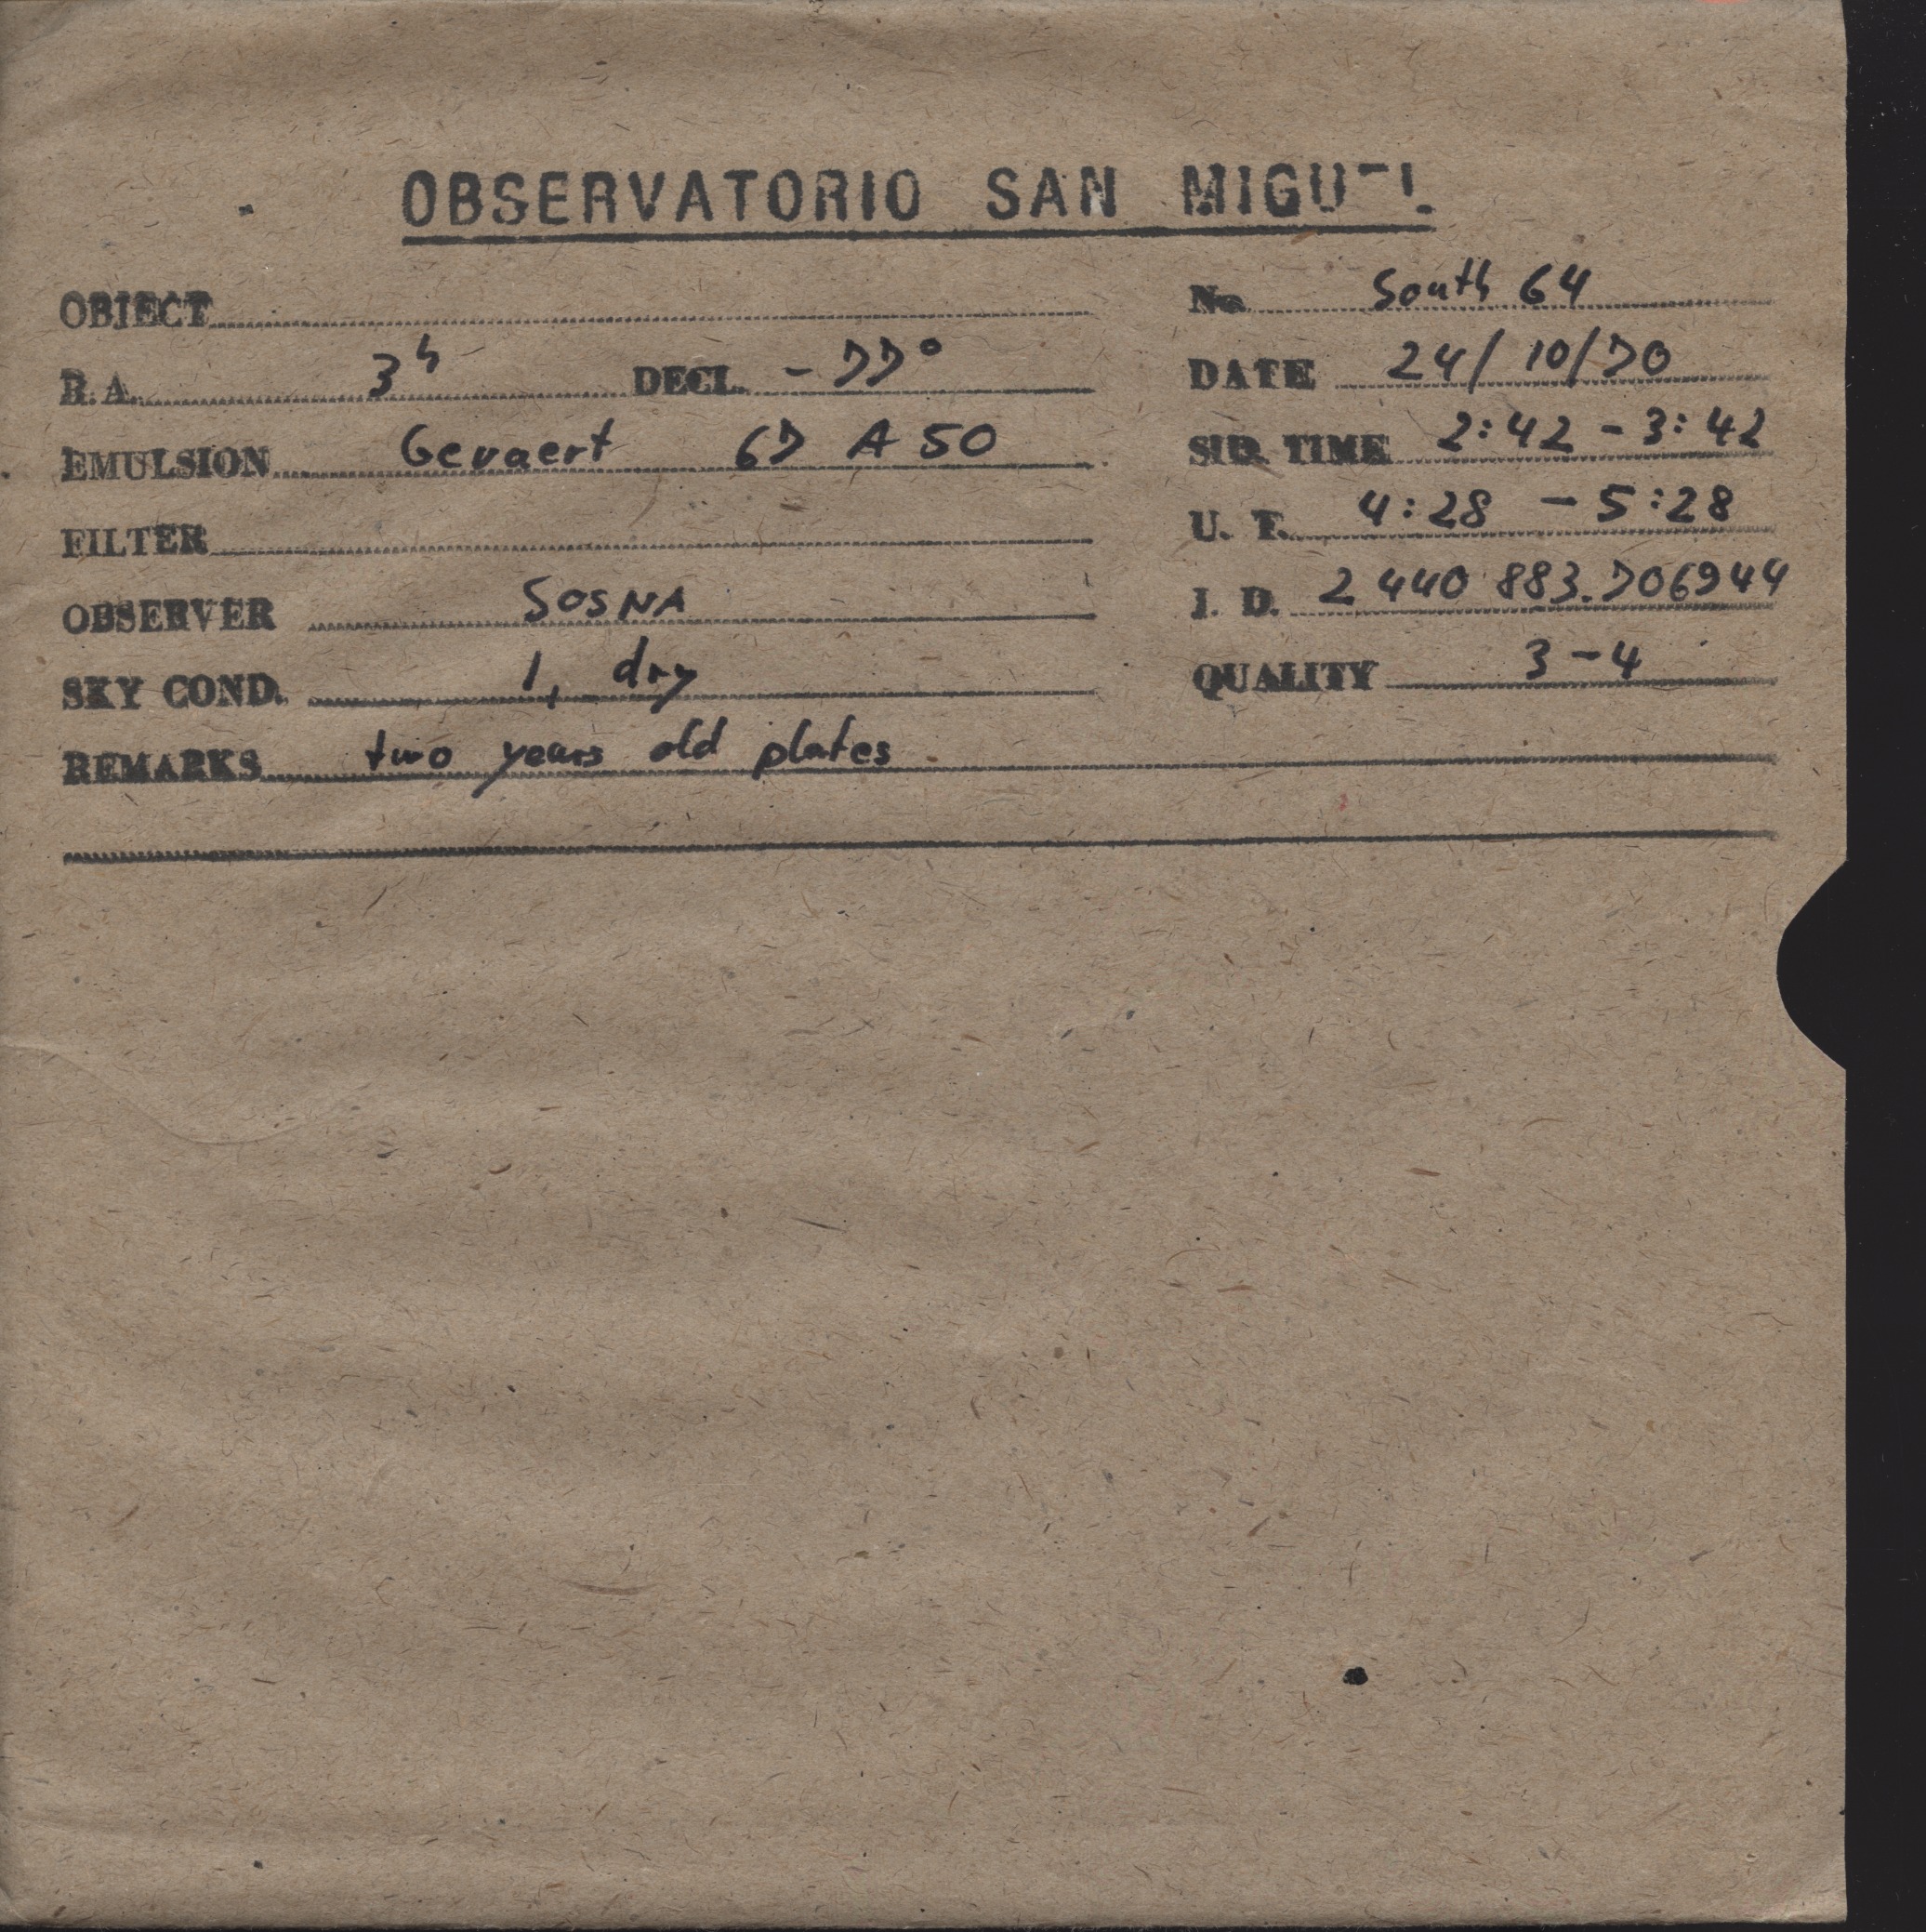 OBSERVATORIO SAN MIGUEL
OBJECT
No. South 64
R.A. 3h DECL. -77°
DATE 24/10/70
EMULSION Gevaert 67 A 50
SID. TIME 2:42 - 3:42
FILTER
U. T. 4:28 - 5:28
OBSERVER SOSNA
J. D. 2 440 883.706944
SKY COND. 1, dry
QUALITY 3-4
REMARKS two years old plates